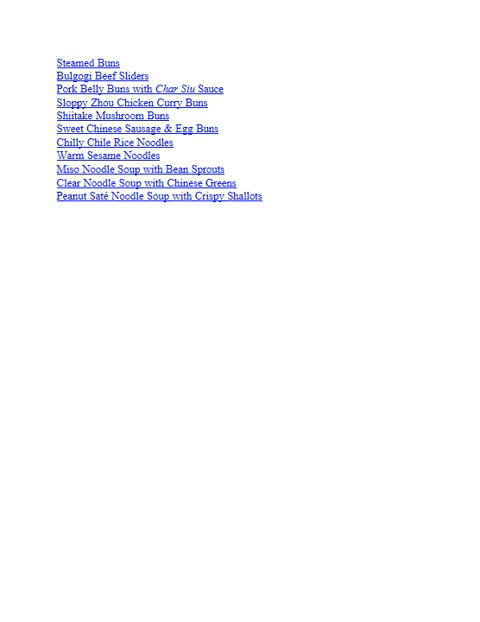 Steamed Buns
Bulgogi Beef Sliders
Pork Belly Buns with Char Siu Sauce
Sloppy Zhou Chicken Curry Buns
Shiitake Mushroom Buns
Sweet Chinese Sausage & Egg Buns
Chilly Chile Rice Noodles
Warm Sesame Noodles
Miso Noodle Soup with Bean Sprouts
Clear Noodle Soup with Chinese Greens
Peanut Saté Noodle Soup with Crispy Shallots